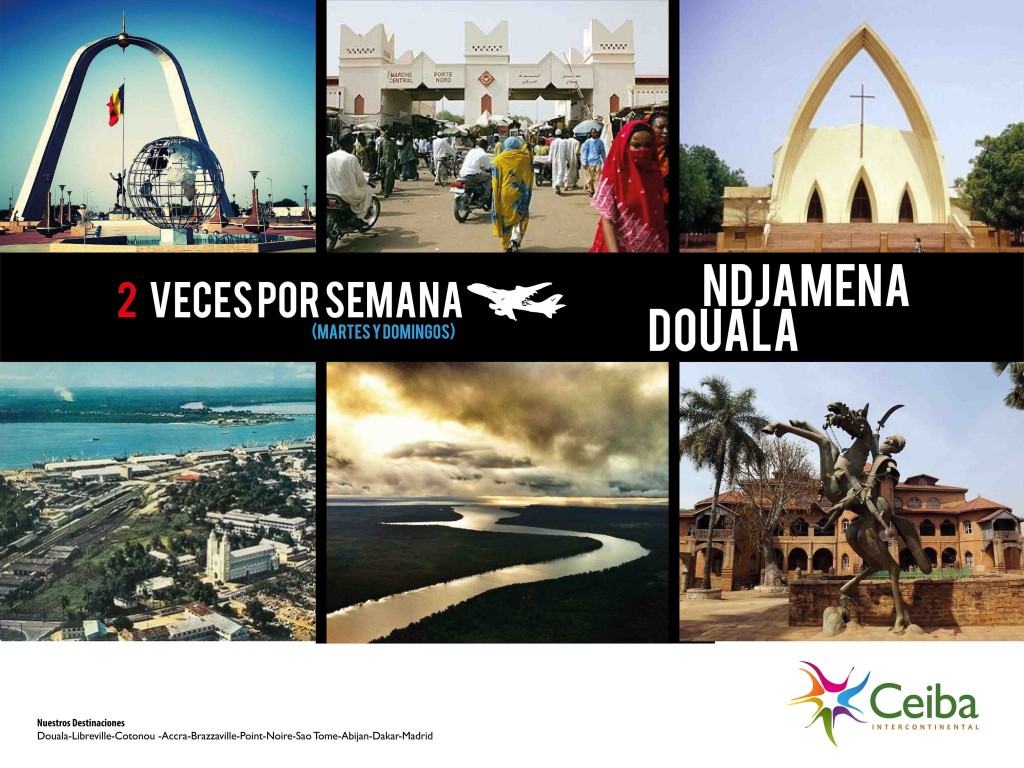 MARCHE CENTRAL
PORTE NORD
2 VECES POR SEMANA
(MARTES Y DOMINGOS)
NDJAMENA
DOUALA
Nuestros Destinaciones
Douala-Libreville-Cotonou -Accra-Brazzaville-Point-Noire-Sao Tome-Abijan-Dakar-Madrid
Ceiba
INTERCONTINENTAL